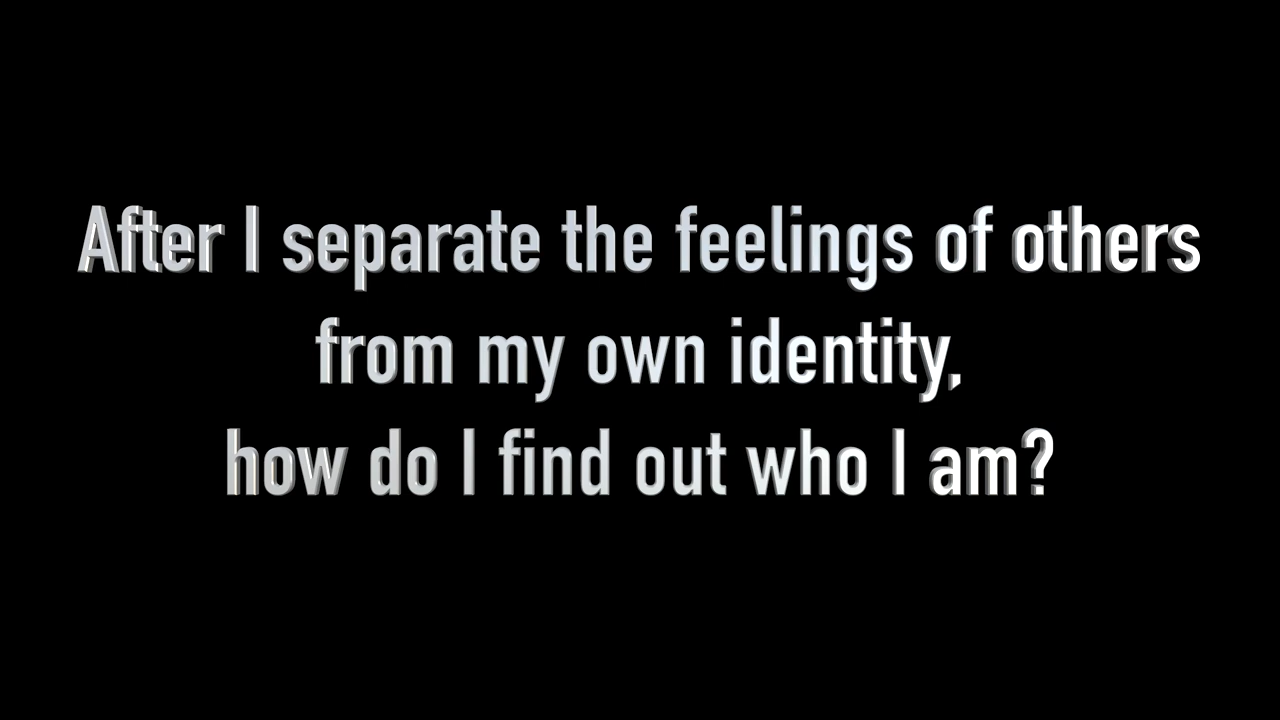 After I separate the feelings of others
from my own identity,
how do I find out who I am?